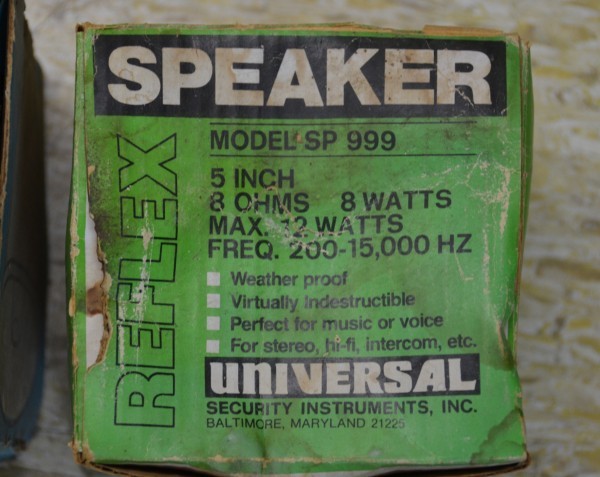 SPEAKER
REFLEX
MODEL SP 999
5 INCH
8 OHMS 8 WATTS
MAX. 12 WATTS
FREQ. 200-15,000 HZ
Weather proof
Virtually Indestructible
Perfect for music or voice
For stereo, hi-fi, intercom, etc.
UNIVERSAL
SECURITY INSTRUMENTS, INC.
BALTIMORE, MARYLAND 21225